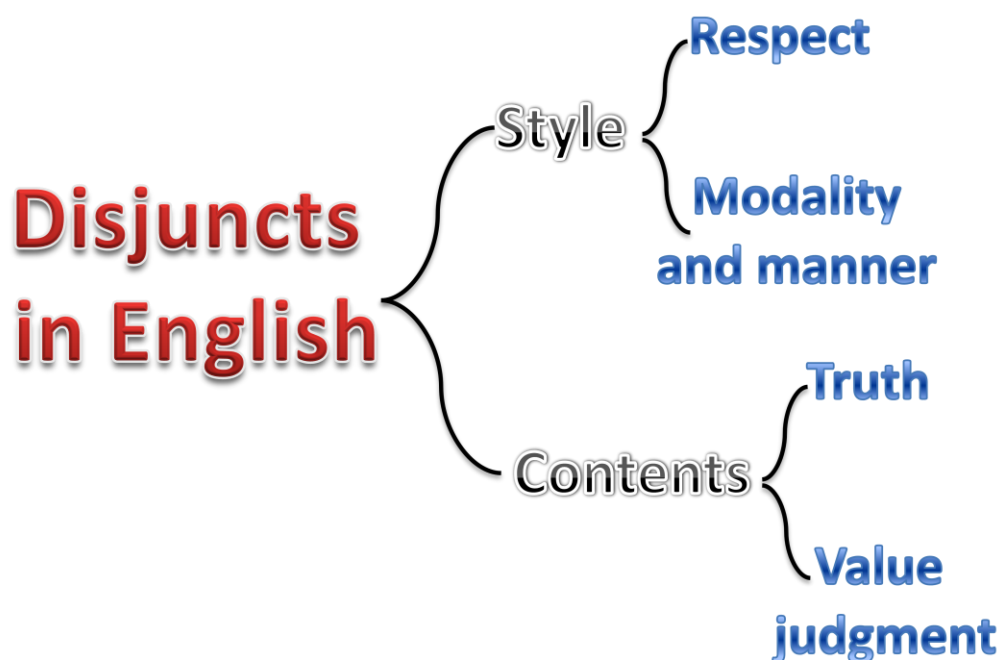 Disjuncts
in English
Style
Respect
Modality
and manner
Contents
Truth
Value
judgment